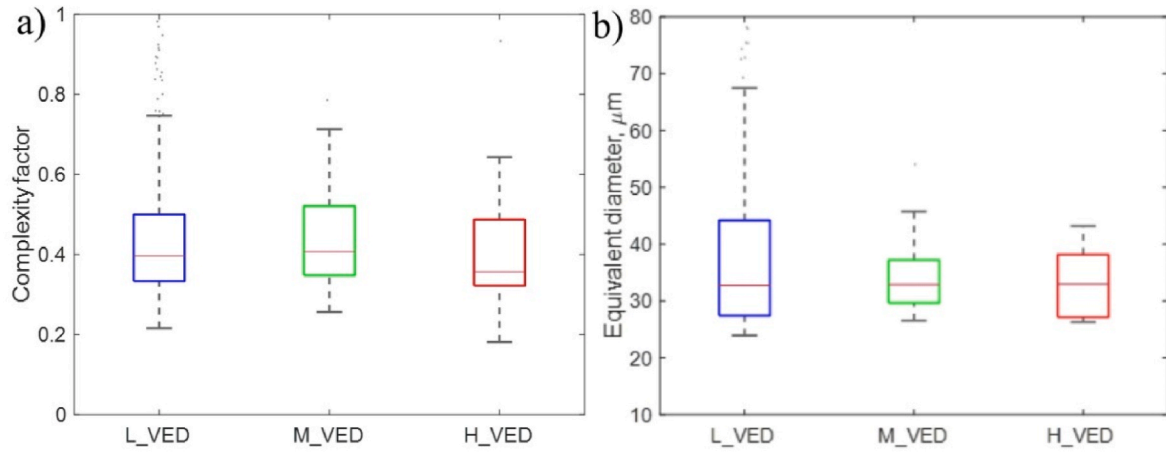 a)
Complexity factor
1
0.8
0.6
0.4
0.2
0
L_VED M_VED H_VED
b)
Equivalent diameter, μm
80
70
60
50
40
30
20
10
L_VED M_VED H_VED